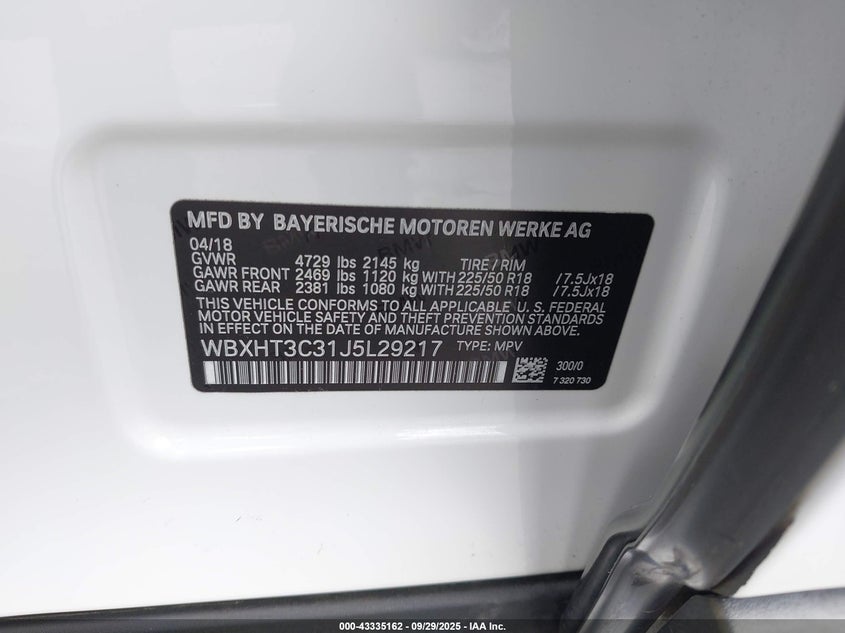 MFD BY BAYERISCHE MOTOREN WERKE AG
04/18
GVWR 4729 lbs 2145 kg TIRE / RIM
GAWR FRONT 2469 lbs 1120 kg WITH 225/50 R18 / 7.5Jx18
GAWR REAR 2381 lbs 1080 kg WITH 225/50 R18 / 7.5Jx18
THIS VEHICLE CONFORMS TO ALL APPLICABLE U. S. FEDERAL
MOTOR VEHICLE SAFETY AND THEFT PREVENTION STANDARDS
IN EFFECT ON THE DATE OF MANUFACTURE SHOWN ABOVE.
WBXHT3C31J5L29217 TYPE: MPV
300/0
7 320 730
000-43335162 - 09/29/2025 - IAA Inc.